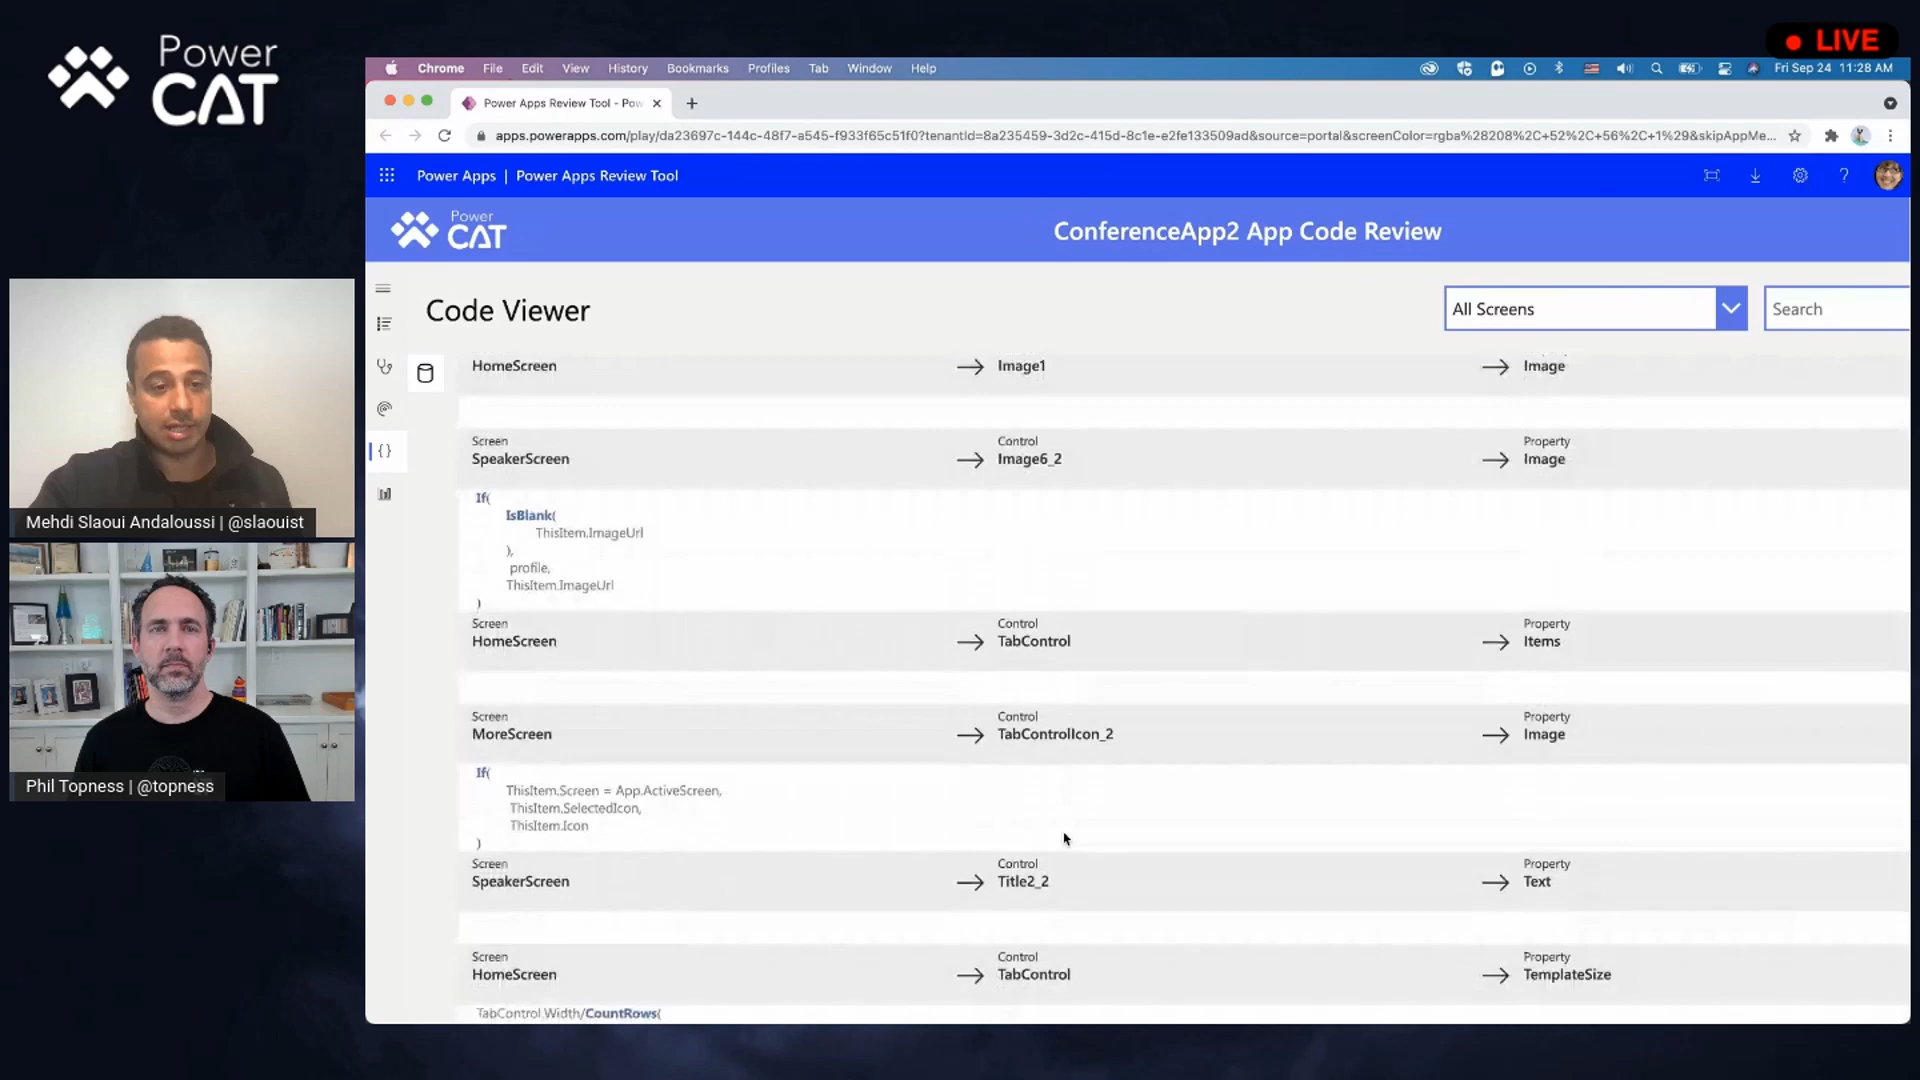 Power
CAT
LIVE
Chrome File Edit View History Bookmarks Profiles Tab Window Help
Fri Sep 24 11:28 AM
Power Apps Review Tool - Pow
apps.powerapps.com/play/da23697c-144c-48f7-a545-f933f65c51f0?tenantId=8a235459-3d2c-415d-8c1e-e2fe133509ad&source=portal&screenColor=rgba%28208%2C+52%2C+56%2C+1%29&skipAppMe...
Power Apps | Power Apps Review Tool
Power
CAT
ConferenceApp2 App Code Review
Code Viewer
All Screens
Search
HomeScreen Image1 Image
Screen Control Property
SpeakerScreen Image6_2 Image
If(
IsBlank(
ThisItem.ImageUrl
),
profile,
ThisItem.ImageUrl
)
Screen Control Property
HomeScreen TabControl Items
Screen Control Property
MoreScreen TabControlIcon_2 Image
If(
ThisItem.Screen = App.ActiveScreen,
ThisItem.SelectedIcon,
ThisItem.Icon
)
Screen Control Property
SpeakerScreen Title2_2 Text
Screen Control Property
HomeScreen TabControl TemplateSize
TabControl.Width/CountRows(
Mehdi Slaoui Andaloussi | @slaouist
Phil Topness | @topness